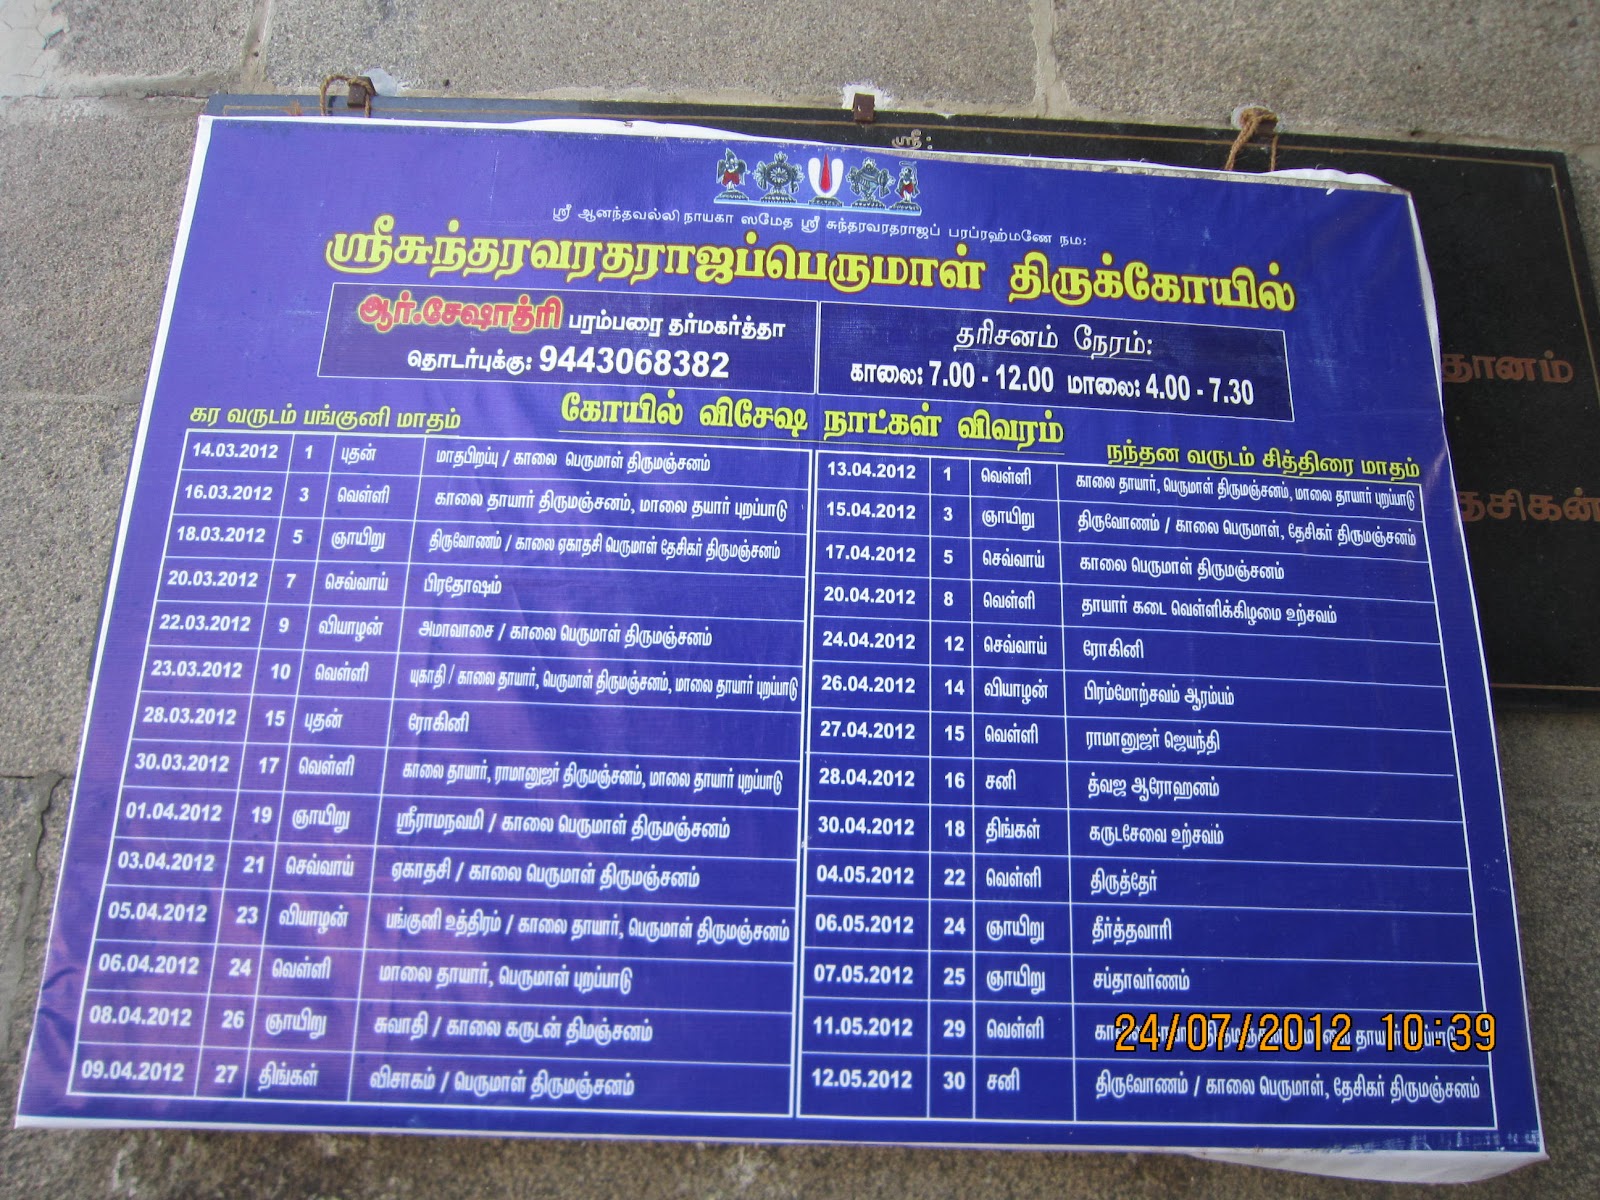 ஸ்ரீ:
ஸ்ரீ ஆனந்தவல்லி நாயகா ஸமேத ஸ்ரீ சுந்தரவரதராஜப் பரப்ரஹ்மணே நம:
ஸ்ரீசுந்தரவரதராஜப்பெருமாள் திருக்கோயில்
ஆர்.சேஷாத்ரி பரம்பரை தர்மகர்த்தா
தொடர்புக்கு: 9443068382
தரிசனம் நேரம்:
காலை: 7.00 - 12.00 மாலை: 4.00 - 7.30
கோயில் விசேஷ நாட்கள் விவரம்
கர வருடம் பங்குனி மாதம்
14.03.2012 1 புதன் மாதபிறப்பு / காலை பெருமாள் திருமஞ்சனம்
16.03.2012 3 வெள்ளி காலை தாயார் திருமஞ்சனம், மாலை தயார் புறப்பாடு
18.03.2012 5 ஞாயிறு திருவோணம் / காலை ஏகாதசி பெருமாள் தேசிகர் திருமஞ்சனம்
20.03.2012 7 செவ்வாய் பிரதோஷம்
22.03.2012 9 வியாழன் அமாவாசை / காலை பெருமாள் திருமஞ்சனம்
23.03.2012 10 வெள்ளி யுகாதி / காலை தாயார், பெருமாள் திருமஞ்சனம், மாலை தாயார் புறப்பாடு
28.03.2012 15 புதன் ரோகினி
30.03.2012 17 வெள்ளி காலை தாயார், ராமானுஜர் திருமஞ்சனம், மாலை தாயார் புறப்பாடு
01.04.2012 19 ஞாயிறு ஸ்ரீராமநவமி / காலை பெருமாள் திருமஞ்சனம்
03.04.2012 21 செவ்வாய் ஏகாதசி / காலை பெருமாள் திருமஞ்சனம்
05.04.2012 23 வியாழன் பங்குனி உத்திரம் / காலை தாயார், பெருமாள் திருமஞ்சனம்
06.04.2012 24 வெள்ளி மாலை தாயார், பெருமாள் புறப்பாடு
08.04.2012 26 ஞாயிறு சுவாதி / காலை கருடன் திமஞ்சனம்
09.04.2012 27 திங்கள் விசாகம் / பெருமாள் திருமஞ்சனம்
நந்தன வருடம் சித்திரை மாதம்
13.04.2012 1 வெள்ளி காலை தாயார், பெருமாள் திருமஞ்சனம், மாலை தாயார் புறப்பாடு
15.04.2012 3 ஞாயிறு திருவோணம் / காலை பெருமாள், தேசிகர் திருமஞ்சனம்
17.04.2012 5 செவ்வாய் காலை பெருமாள் திருமஞ்சனம்
20.04.2012 8 வெள்ளி தாயார் கடை வெள்ளிக்கிழமை உற்சவம்
24.04.2012 12 செவ்வாய் ரோகினி
26.04.2012 14 வியாழன் பிரம்மோற்சவம் ஆரம்பம்
27.04.2012 15 வெள்ளி ராமானுஜர் ஜெயந்தி
28.04.2012 16 சனி த்வஜ ஆரோஹனம்
30.04.2012 18 திங்கள் கருடசேவை உற்சவம்
04.05.2012 22 வெள்ளி திருத்தேர்
06.05.2012 24 ஞாயிறு தீர்த்தவாரி
07.05.2012 25 ஞாயிறு சப்தாவர்ணம்
11.05.2012 29 வெள்ளி தாயார்
12.05.2012 30 சனி திருவோணம் / காலை பெருமாள், தேசிகர் திருமஞ்சனம்
தானம்
தேசிகன்
24/07/2012 10:39